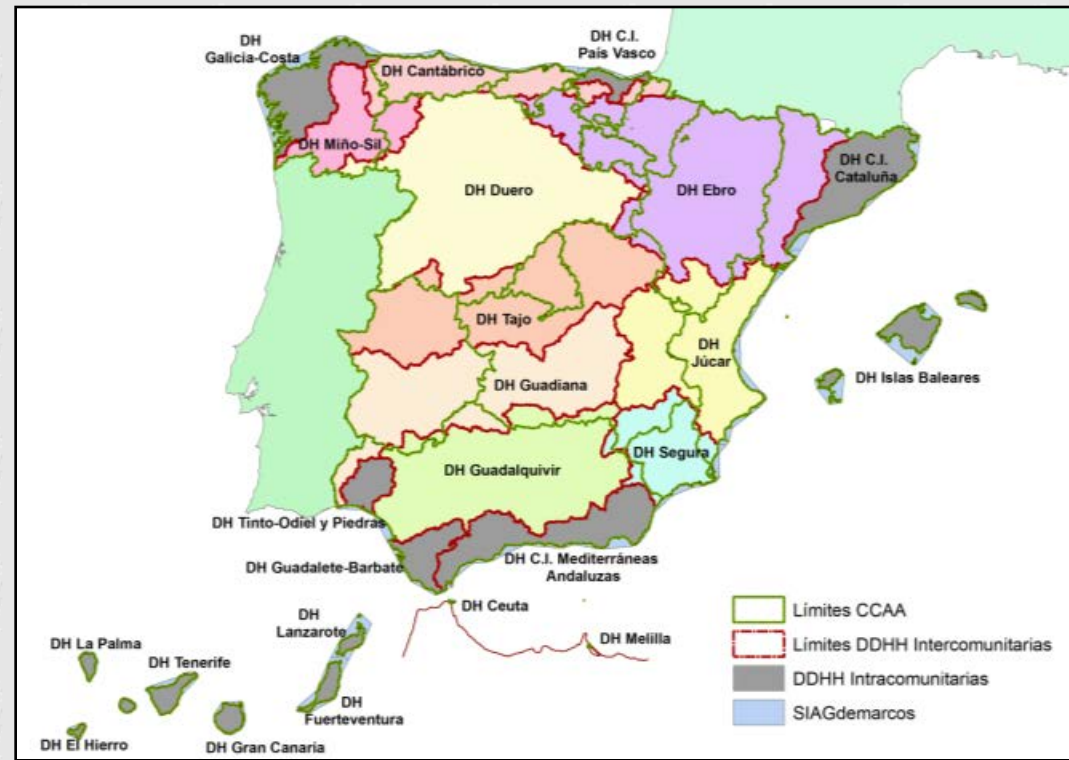 DH
Galicia-Costa
DH C.I.
País Vasco
DH Cantábrico
DH Miño-Sil
DH C.I.
Cataluña
DH Duero
DH Ebro
DH Tajo
DH
Júcar
DH Islas Baleares
DH Guadiana
DH Segura
DH Guadalquivir
DH Tinto-Odiel y Piedras
DH C.I. Mediterráneas
Andaluzas
DH Guadalete-Barbate
DH Ceuta
DH
Lanzarote
DH Melilla
DH La Palma
DH Tenerife
DH
Fuerteventura
DH El Hierro
DH Gran Canaria
Límites CCAA
Límites DDHH Intercomunitarias
DDHH Intracomunitarias
SIAGdemarcos